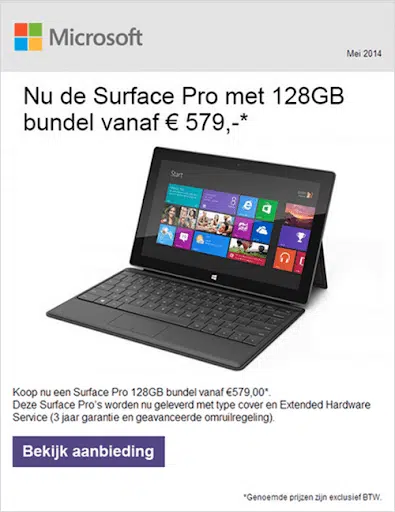 Microsoft
Mei 2014
Nu de Surface Pro met 128GB
bundel vanaf € 579,-*
Start
Koop nu een Surface Pro 128GB bundel vanaf €579,00*.
Deze Surface Pro's worden nu geleverd met type cover en Extended Hardware
Service (3 jaar garantie en geavanceerde omruilregeling).
Bekijk aanbieding
*Genoemde prijzen zijn exclusief BTW.